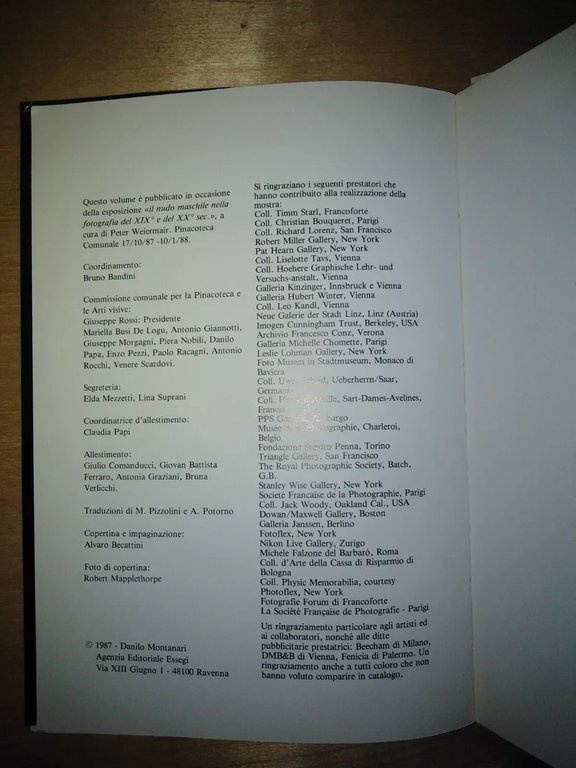 Questo volume è pubblicato in occasione
della esposizione «il nudo maschile nella
fotografia del XIX° e del XX° sec.», a
cura di Peter Weiermair. Pinacoteca
Comunale 17/10/87 -10/1/88.
Coordinamento:
Bruno Bandini
Commissione comunale per la Pinacoteca e
le Arti visive:
Giuseppe Rossi: Presidente
Mariella Busi De Logu, Antonio Giannotti,
Giuseppe Morgagni, Piera Nobili, Danilo
Papa, Enzo Pezzi, Paolo Racagni, Antonio
Rocchi, Venere Scardovi.
Segreteria:
Elda Mezzetti, Lina Suprani
Coordinatrice d'allestimento:
Claudia Papi
Allestimento:
Giulio Comanducci, Giovan Battista
Ferraro, Antonia Graziani, Bruna
Verlicchi.
Traduzioni di M. Pizzolini e A. Potorno
Copertina e impaginazione:
Alvaro Becattini
Foto di copertina:
Robert Mapplethorpe
© 1987 - Danilo Montanari
Agenzia Editoriale Essegi
Via XIII Giugno 1 - 48100 Ravenna
Si ringraziano i seguenti prestatori che
hanno contribuito alla realizzazione della
mostra:
Coll. Timm Starl, Francoforte
Coll. Christian Bouqueret, Parigi
Coll. Richard Lorenz, San Francisco
Robert Miller Gallery, New York
Pat Hearn Gallery, New York
Coll. Liselotte Tavs, Vienna
Coll. Hoehere Graphische Lehr- und
Versuchs-anstalt, Vienna
Galleria Kinzinger, Innsbruck e Vienna
Galleria Hubert Winter, Vienna
Coll. Leo Kandl, Vienna
Neue Galerie der Stadt Linz, Linz (Austria)
Imogen Cunningham Trust, Berkeley, USA
Archivio Francesco Conz, Verona
Galleria Michelle Chomette, Parigi
Leslie Lohman Gallery, New York
Foto Musem in Stadtmuseum, Monaco di
Baviera
Coll. Uwe Ueberherrn/Saar,
Germania
Coll. Sart-Dames-Avelines,
Francia
PPS
Musée Photographie, Charleroi,
Belgio
Fondazione Sandro Penna, Torino
Triangle Gallery, San Francisco
The Royal Photographic Society, Batch,
G.B.
Stanley Wise Gallery, New York
Societé Francaise de la Photographie, Parigi
Coll. Jack Woody, Oakland Cal., USA
Dowan/Maxwell Gallery, Boston
Galleria Janssen, Berlino
Fotoflex, New York
Nikon Live Gallery, Zurigo
Michele Falzone del Barbarò, Roma
Coll. d'Arte della Cassa di Risparmio di
Bologna
Coll. Physic Memorabilia, courtesy
Photoflex, New York
Fotografie Forum di Francoforte
La Société Française de Photografie - Parigi
Un ringraziamento particolare agli artisti ed
ai collaboratori, nonché alle ditte
pubblicitarie prestatrici: Beecham di Milano,
DMB&B di Vienna, Fenicia di Palermo. Un
ringraziamento anche a tutti coloro che non
hanno voluto comparire in catalogo.